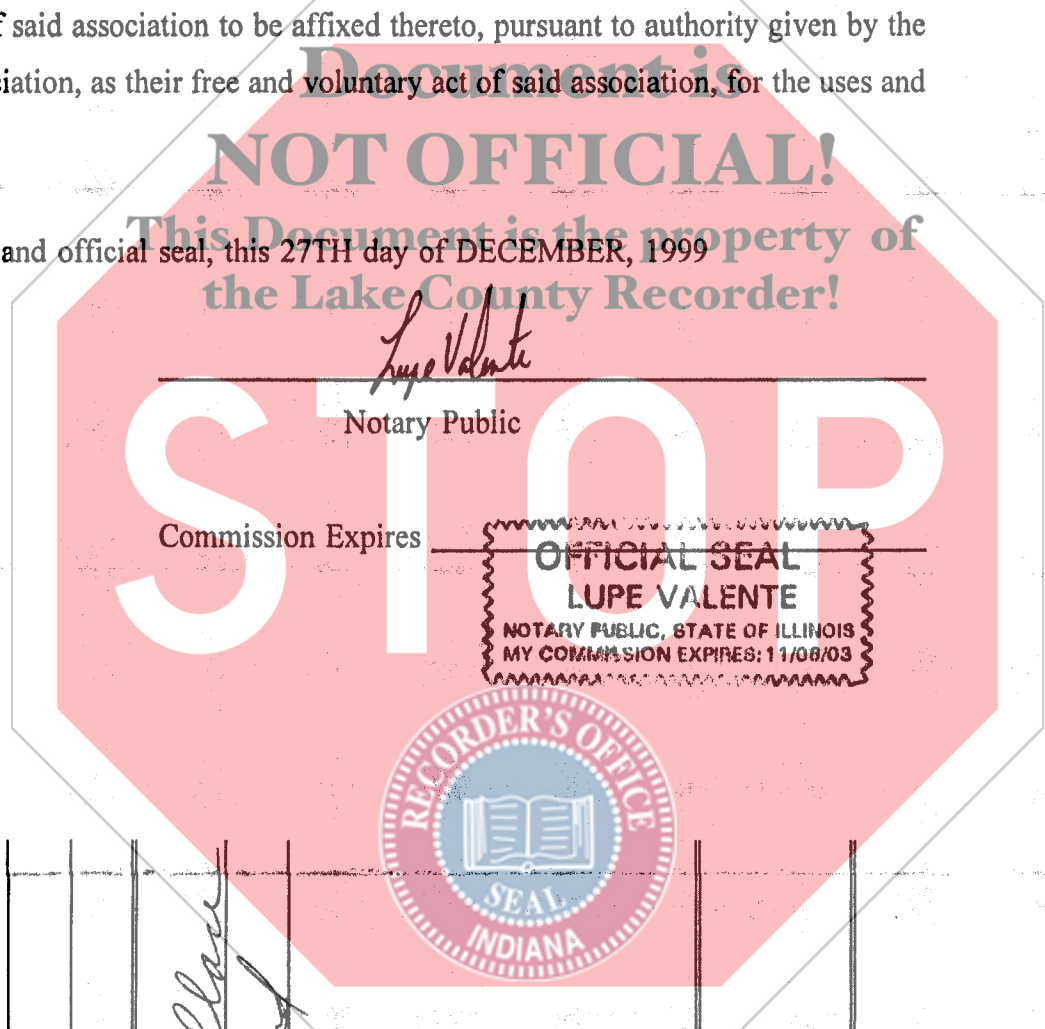 f said association to be affixed thereto, pursuant to authority given by the
Document is
iation, as their free and voluntary act of said association, for the uses and
NOT OFFICIAL!
This Document is the property of
and official seal, this 27TH day of DECEMBER, 1999
the Lake County Recorder!
Lupe Valente
Notary Public
STOP
Commission Expires
OFFICIAL SEAL
LUPE VALENTE
NOTARY PUBLIC, STATE OF ILLINOIS
MY COMMISSION EXPIRES: 11/08/03
RECORDER'S OFFICE
SEAL
INDIANA